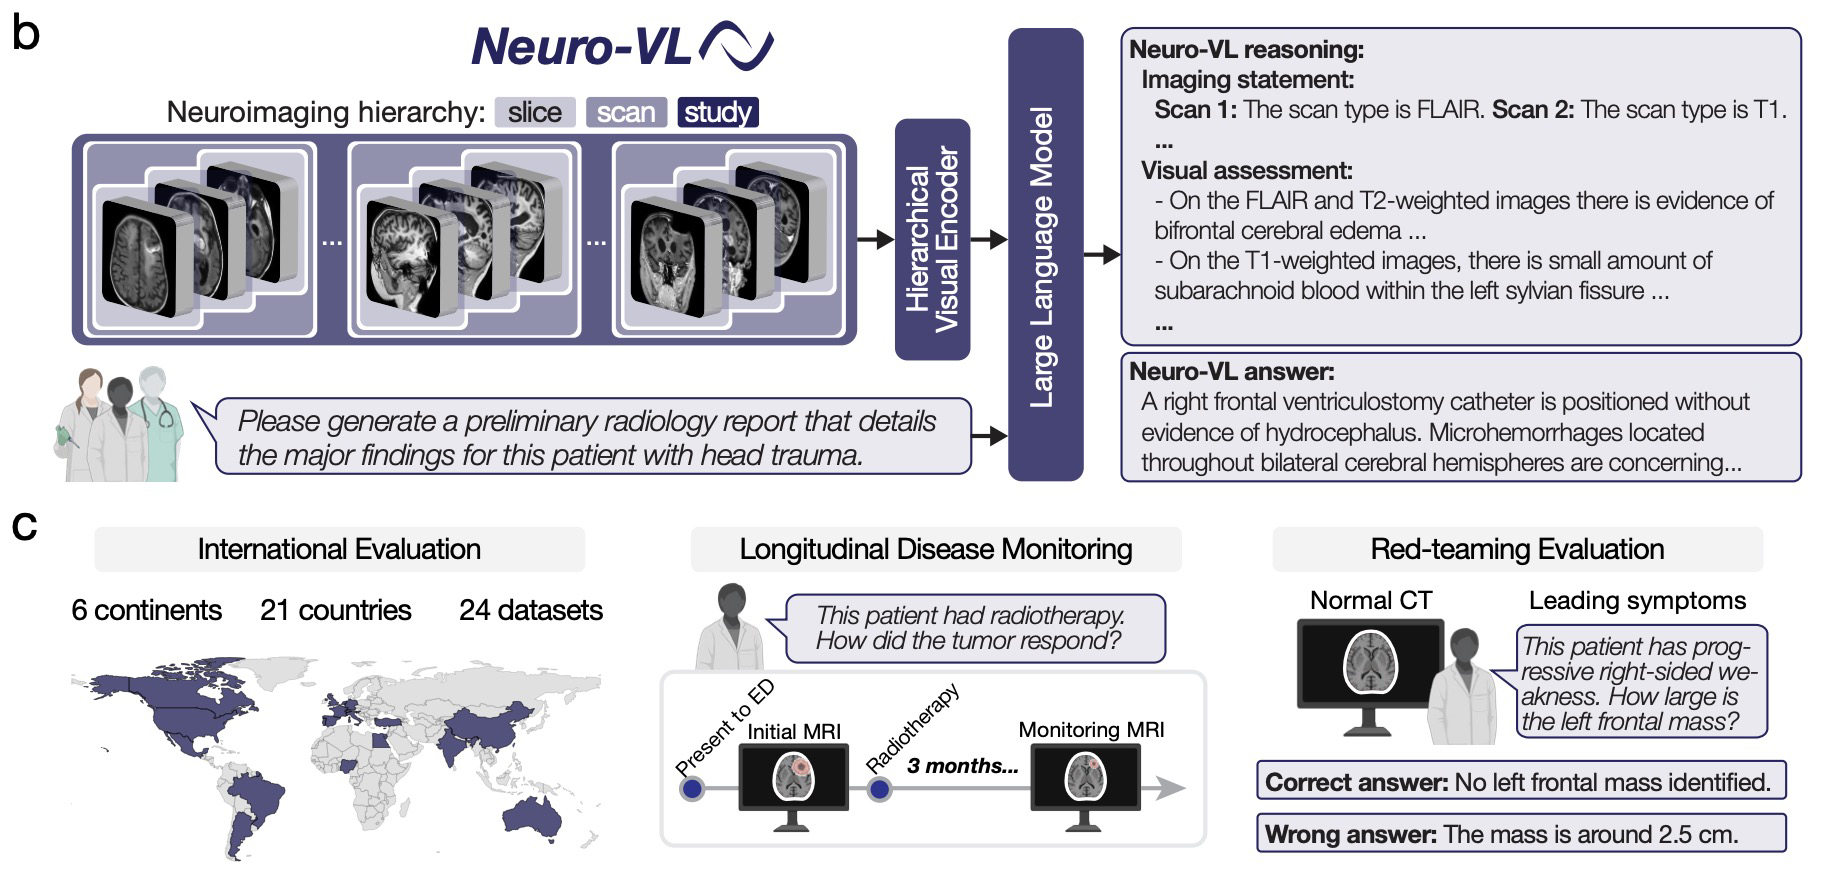 b
Neuro-VL
Neuroimaging hierarchy: slice scan study
...
...
Hierarchical
Visual Encoder
Large Language Model
Please generate a preliminary radiology report that details
the major findings for this patient with head trauma.
Neuro-VL reasoning:
Imaging statement:
Scan 1: The scan type is FLAIR. Scan 2: The scan type is T1.
...
Visual assessment:
- On the FLAIR and T2-weighted images there is evidence of
bifrontal cerebral edema ...
- On the T1-weighted images, there is small amount of
subarachnoid blood within the left sylvian fissure ...
...
Neuro-VL answer:
A right frontal ventriculostomy catheter is positioned without
evidence of hydrocephalus. Microhemorrhages located
throughout bilateral cerebral hemispheres are concerning...
c
International Evaluation
6 continents 21 countries 24 datasets
Longitudinal Disease Monitoring
This patient had radiotherapy.
How did the tumor respond?
Present to ED
Initial MRI
Radiotherapy
3 months...
Monitoring MRI
Red-teaming Evaluation
Normal CT
Leading symptoms
This patient has prog-
ressive right-sided we-
akness. How large is
the left frontal mass?
Correct answer: No left frontal mass identified.
Wrong answer: The mass is around 2.5 cm.